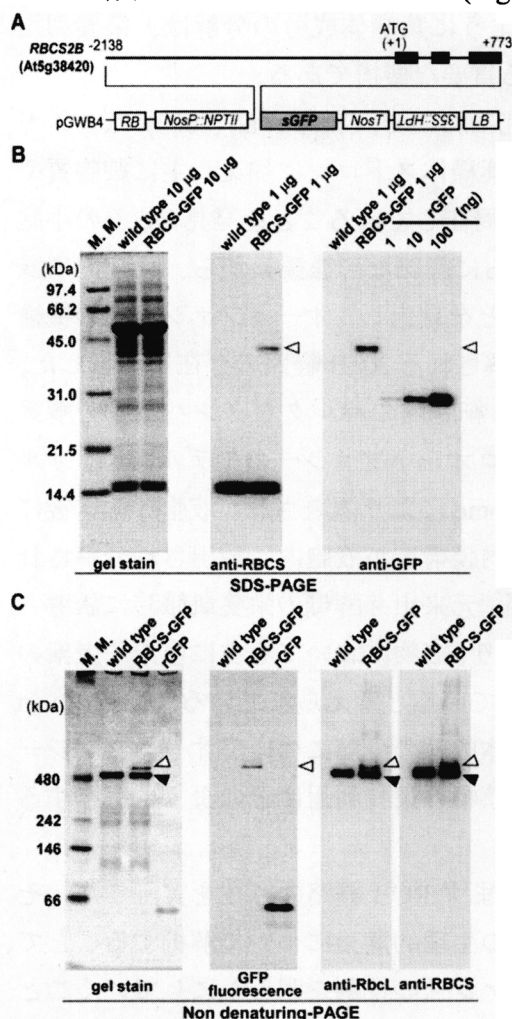 A
RBCS2B
(At5g38420)
-2138
ATG
(+1)
+773
pGWB4
RB
NosP::NPTII
sGFP
NosT
35S::HPT
LB
B
M. M.
wild type 10 μg
RBCS-GFP 10 μg
wild type 1 μg
RBCS-GFP 1 μg
wild type 1 μg
RBCS-GFP 1 μg
rGFP
1 10 100 (ng)
(kDa)
97.4
66.2
45.0
31.0
21.5
14.4
gel stain
anti-RBCS
anti-GFP
SDS-PAGE
C
M. M.
wild type
RBCS-GFP
rGFP
wild type
RBCS-GFP
rGFP
wild type
RBCS-GFP
wild type
RBCS-GFP
(kDa)
480
242
146
66
gel stain
GFP
fluorescence
anti-RbcL
anti-RBCS
Non denaturing-PAGE